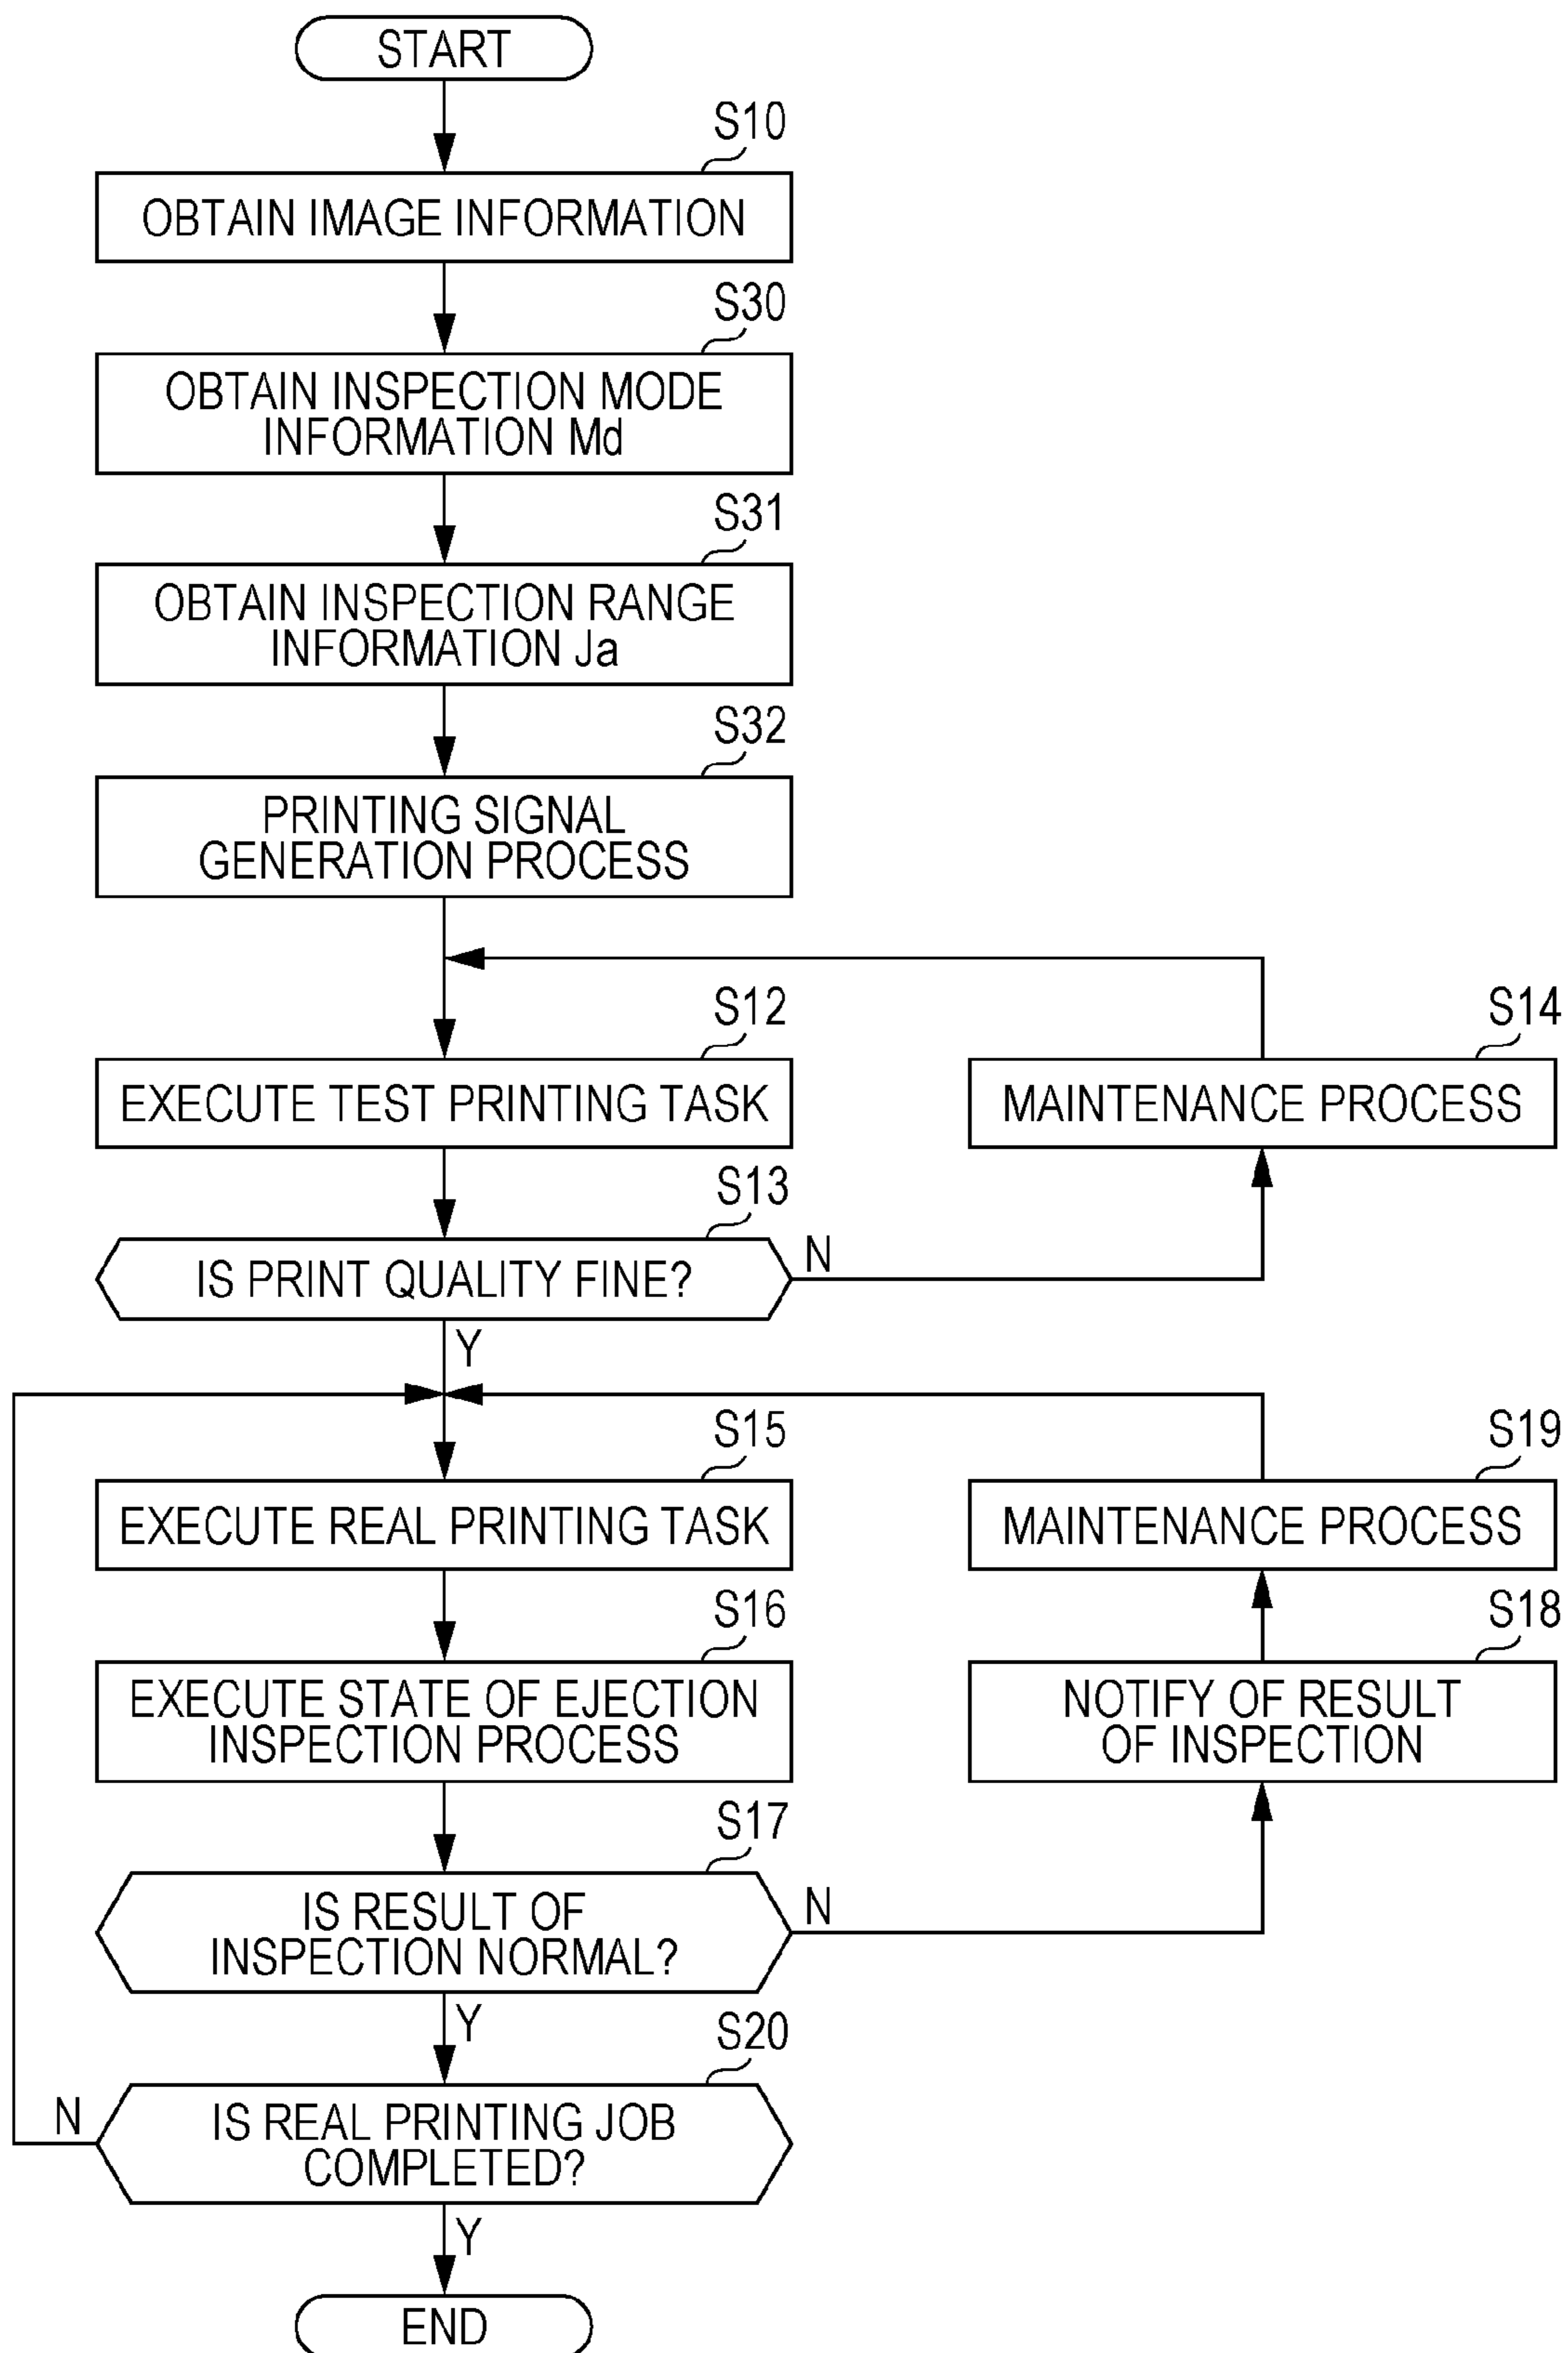 START
S10
OBTAIN IMAGE INFORMATION
S30
OBTAIN INSPECTION MODE
INFORMATION Md
S31
OBTAIN INSPECTION RANGE
INFORMATION Ja
S32
PRINTING SIGNAL
GENERATION PROCESS
S12
EXECUTE TEST PRINTING TASK
S14
MAINTENANCE PROCESS
S13
IS PRINT QUALITY FINE?
N
Y
S15
EXECUTE REAL PRINTING TASK
S19
MAINTENANCE PROCESS
S16
EXECUTE STATE OF EJECTION
INSPECTION PROCESS
S18
NOTIFY OF RESULT
OF INSPECTION
S17
IS RESULT OF
INSPECTION NORMAL?
N
Y
S20
IS REAL PRINTING JOB
COMPLETED?
N
Y
END